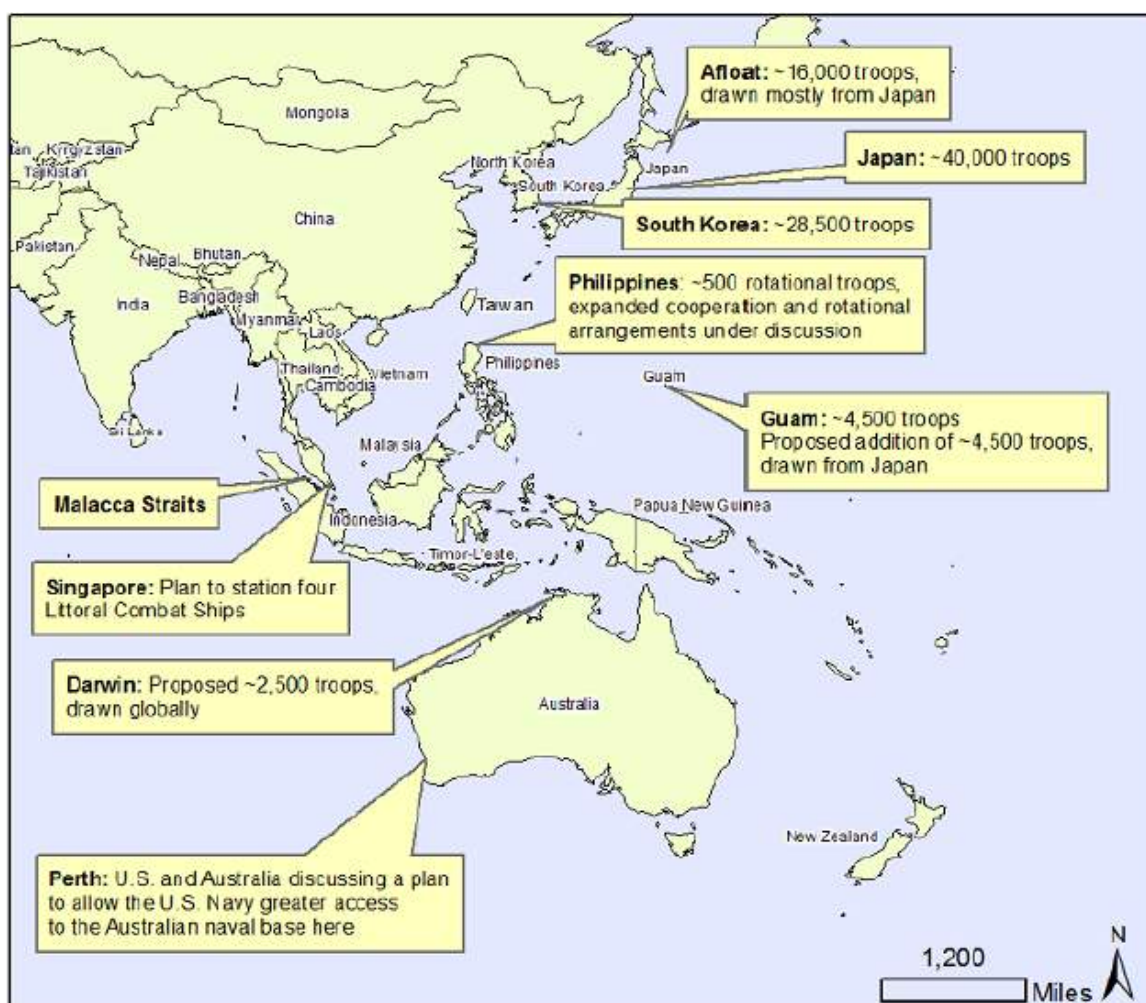 Afloat: ~16,000 troops,
drawn mostly from Japan
Mongolia
Kyrgyzstan
Tajikistan
North Korea
Japan
Japan: ~40,000 troops
South Korea
China
South Korea: ~28,500 troops
Pakistan
Nepal
Bhutan
India
Bangladesh
Myanmar
Laos
Taiwan
Philippines: ~500 rotational troops,
expanded cooperation and rotational
arrangements under discussion
Thailand
Vietnam
Cambodia
Philippines
Guam
Sri Lanka
Guam: ~4,500 troops
Proposed addition of ~4,500 troops,
drawn from Japan
Malaysia
Malacca Straits
Indonesia
Papua New Guinea
Timor-L'este
Singapore: Plan to station four
Littoral Combat Ships
Darwin: Proposed ~2,500 troops,
drawn globally
Australia
New Zealand
Perth: U.S. and Australia discussing a plan
to allow the U.S. Navy greater access
to the Australian naval base here
N
1,200
Miles